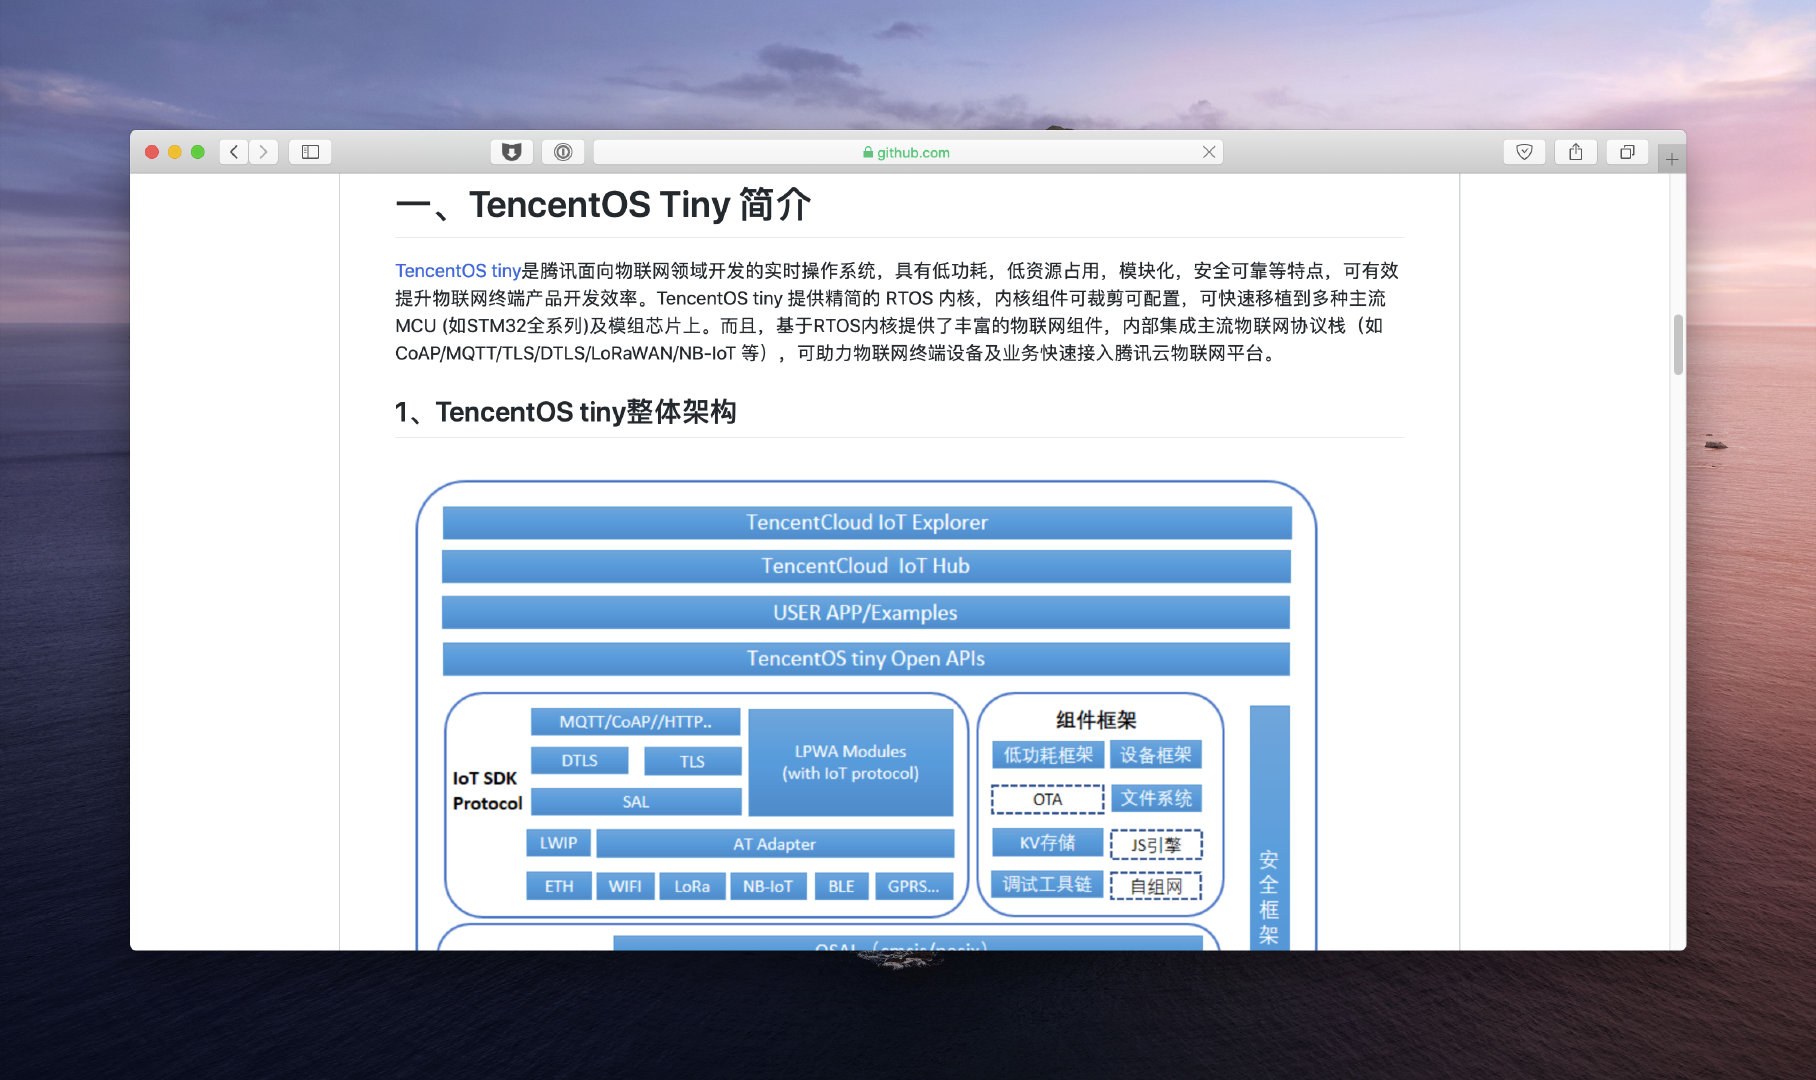 github.com
一、TencentOS Tiny 简介
TencentOS tiny是腾讯面向物联网领域开发的实时操作系统，具有低功耗，低资源占用，模块化，安全可靠等特点，可有效
提升物联网终端产品开发效率。TencentOS tiny 提供精简的 RTOS 内核，内核组件可裁剪可配置，可快速移植到多种主流
MCU (如STM32全系列)及模组芯片上。而且，基于RTOS内核提供了丰富的物联网组件，内部集成主流物联网协议栈（如
CoAP/MQTT/TLS/DTLS/LoRaWAN/NB-IoT 等），可助力物联网终端设备及业务快速接入腾讯云物联网平台。
1、TencentOS tiny整体架构
TencentCloud IoT Explorer
TencentCloud IoT Hub
USER APP/Examples
TencentOS tiny Open APIs
IoT SDK
Protocol
MQTT/CoAP//HTTP..
DTLS
TLS
SAL
LPWA Modules
(with IoT protocol)
LWIP
AT Adapter
ETH
WIFI
LoRa
NB-IoT
BLE
GPRS...
组件框架
低功耗框架
设备框架
OTA
文件系统
KV存储
JS引擎
调试工具链
自组网
安
全
框
架
OSAL（cmsis/posix）